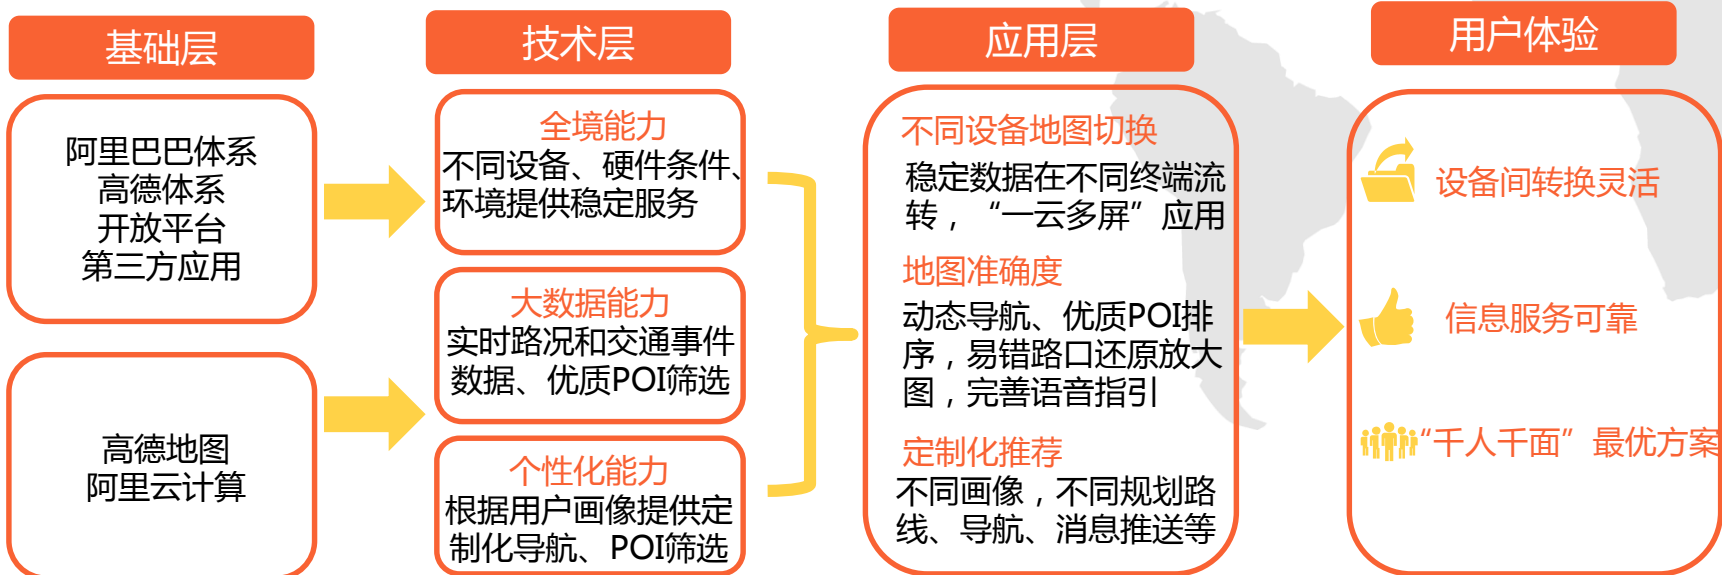 基础层
阿里巴巴体系
高德体系
开放平台
第三方应用
高德地图
阿里云计算
技术层
全境能力
不同设备、硬件条件、
环境提供稳定服务
大数据能力
实时路况和交通事件
数据、优质POI筛选
个性化能力
根据用户画像提供定
制化导航、POI筛选
应用层
不同设备地图切换
稳定数据在不同终端流
转，“一云多屏”应用
地图准确度
动态导航、优质POI排
序，易错路口还原放大
图，完善语音指引
定制化推荐
不同画像，不同规划路
线、导航、消息推送等
用户体验
设备间转换灵活
信息服务可靠
“千人千面”最优方案